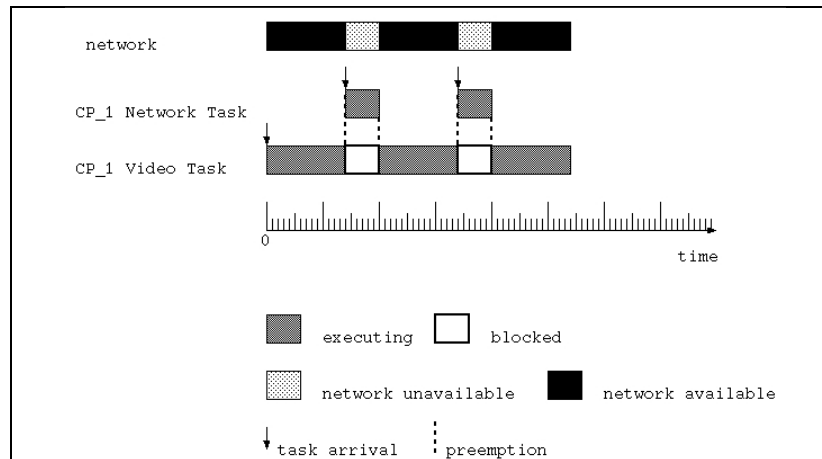 network
CP_1 Network Task
CP_1 Video Task
0
time
executing blocked
network unavailable network available
task arrival preemption